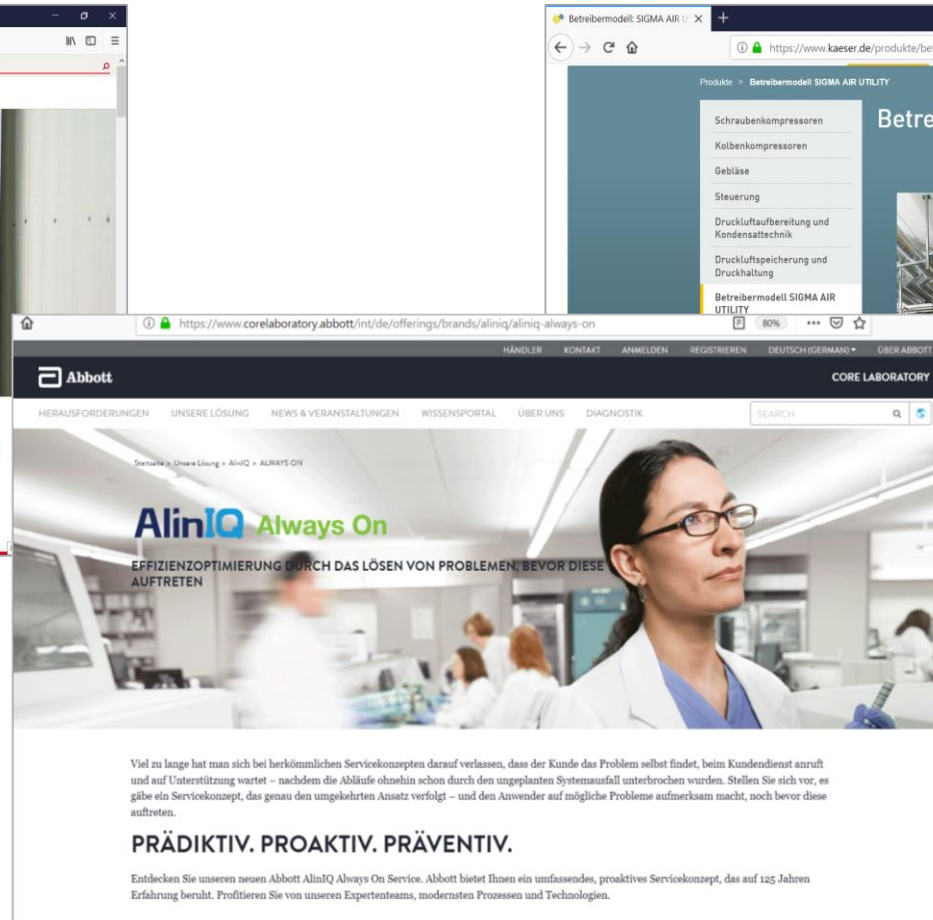 Betreibermodell: SIGMA AIR U
https://www.kaeser.de/produkte/be
Produkte > Betreibermodell SIGMA AIR UTILITY
Schraubenkompressoren
Kolbenkompressoren
Gebläse
Steuerung
Druckluftaufbereitung und
Kondensattechnik
Druckluftspeicherung und
Druckhaltung
Betreibermodell SIGMA AIR
UTILITY
Betre
https://www.corelaboratory.abbott/int/de/offerings/brands/aliniq/aliniq-always-on
80%
HÄNDLER KONTAKT ANMELDEN REGISTRIEREN DEUTSCH (GERMAN) ÜBER ABBOTT
Abbott
CORE LABORATORY
HERAUSFORDERUNGEN UNSERE LÖSUNG NEWS & VERANSTALTUNGEN WISSENSPORTAL ÜBER UNS DIAGNOSTIK
SEARCH
Startseite > Unsere Lösung > AlinIQ > ALWAYS ON
AlinIQ Always On
EFFIZIENZOPTIMIERUNG DURCH DAS LÖSEN VON PROBLEMEN, BEVOR DIESE
AUFTRETEN
Viel zu lange hat man sich bei herkömmlichen Servicekonzepten darauf verlassen, dass der Kunde das Problem selbst findet, beim Kundendienst anruft
und auf Unterstützung wartet – nachdem die Abläufe ohnehin schon durch den ungeplanten Systemausfall unterbrochen wurden. Stellen Sie sich vor, es
gäbe ein Servicekonzept, das genau den umgekehrten Ansatz verfolgt – und den Anwender auf mögliche Probleme aufmerksam macht, noch bevor diese
auftreten.
PRÄDIKTIV. PROAKTIV. PRÄVENTIV.
Entdecken Sie unseren neuen Abbott AlinIQ Always On Service. Abbott bietet Ihnen ein umfassendes, proaktives Servicekonzept, das auf 125 Jahren
Erfahrung beruht. Profitieren Sie von unseren Expertenteams, modernsten Prozessen und Technologien.